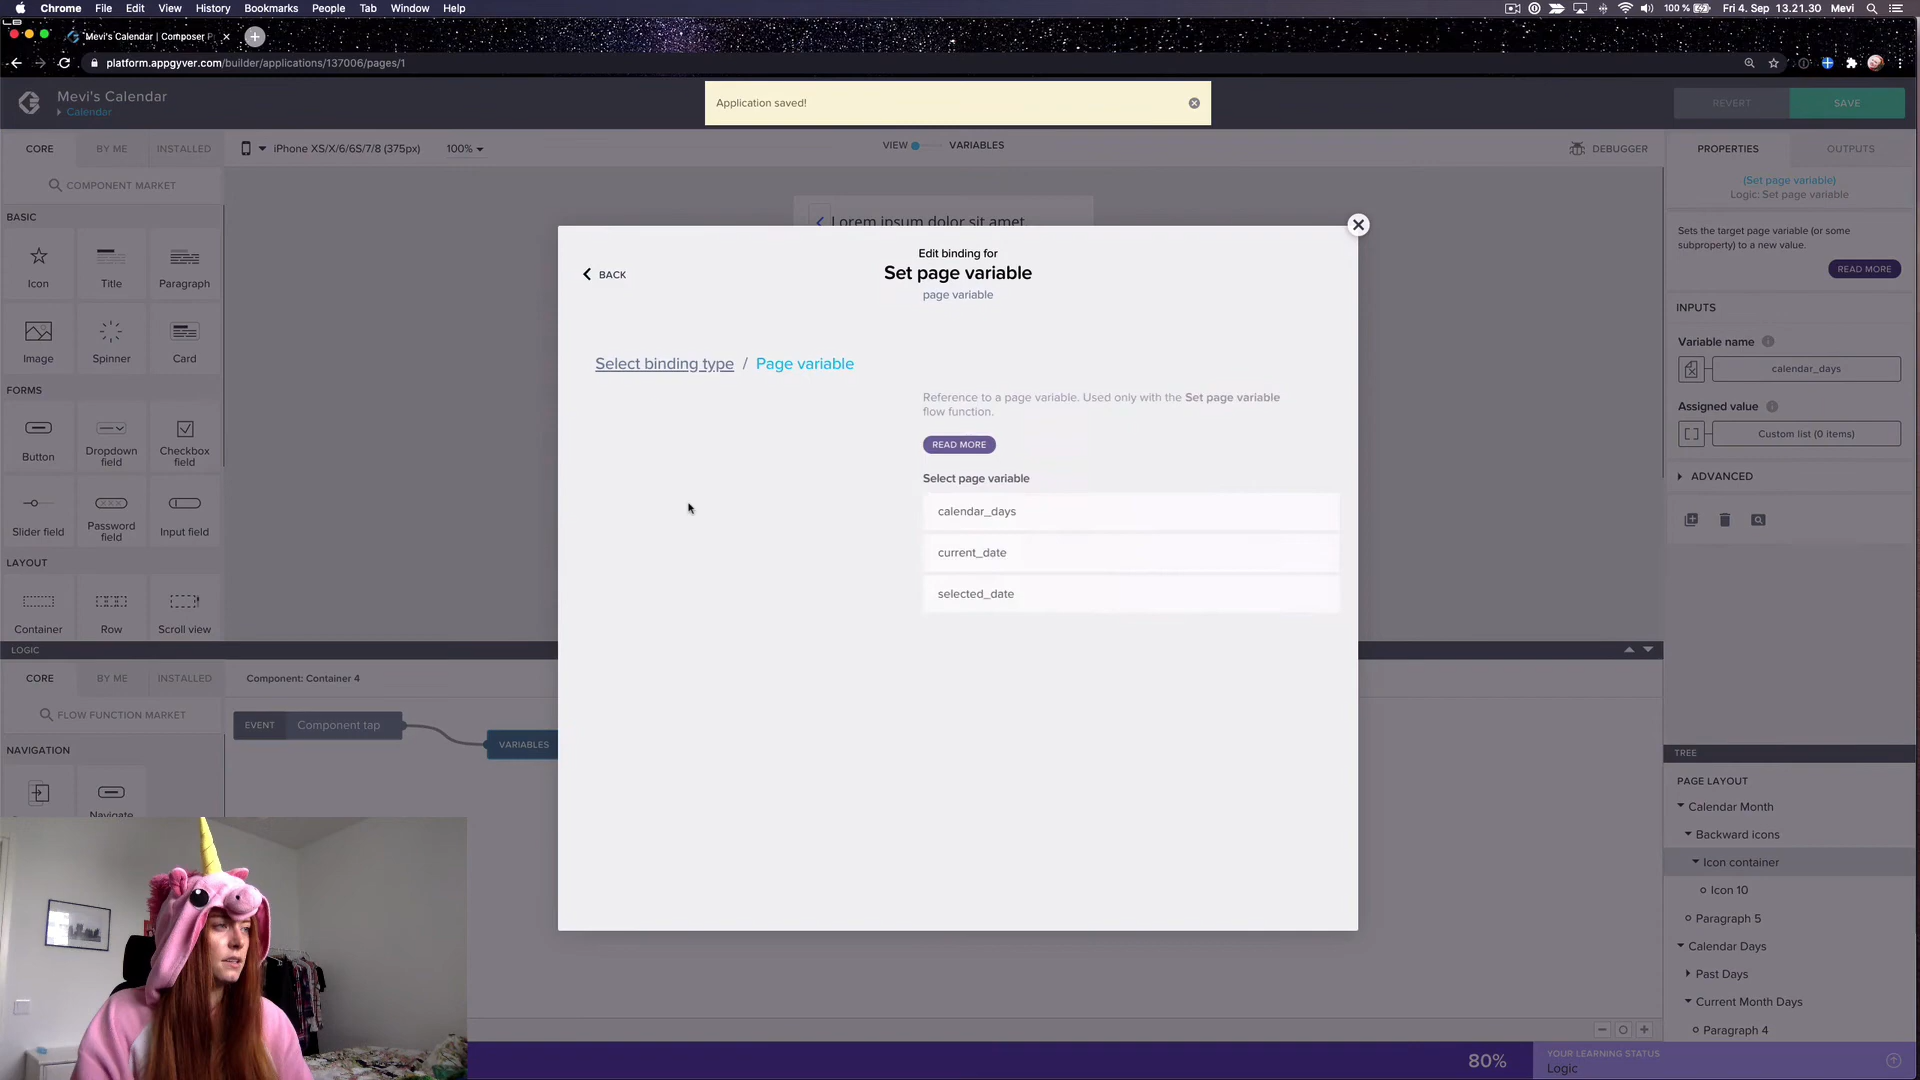 Chrome File Edit View History Bookmarks People Tab Window Help
100 % Fri 4. Sep 13.21.30 Mevi
Mevi's Calendar | Composer P
platform.appgyver.com/builder/applications/137006/pages/1
Mevi's Calendar
Calendar
Application saved!
REVERT
SAVE
CORE BY ME INSTALLED
iPhone XS/X/6/6S/7/8 (375px)
100%
VIEW VARIABLES
DEBUGGER
PROPERTIES OUTPUTS
COMPONENT MARKET
(Set page variable)
Logic: Set page variable
BASIC
Icon Title Paragraph
Image Spinner Card
Lorem ipsum dolor sit amet
Sets the target page variable (or some
subproperty) to a new value.
READ MORE
Edit binding for
BACK
Set page variable
page variable
INPUTS
Variable name
calendar_days
Select binding type / Page variable
Assigned value
Custom list (0 items)
Reference to a page variable. Used only with the Set page variable
flow function.
READ MORE
ADVANCED
Select page variable
calendar_days
current_date
selected_date
FORMS
Button
Dropdown
field
Checkbox
field
Slider field
Password
field
Input field
LAYOUT
Container Row Scroll view
LOGIC
CORE BY ME INSTALLED
Component: Container 4
FLOW FUNCTION MARKET
EVENT Component tap
VARIABLES
NAVIGATION
Navigate
TREE
PAGE LAYOUT
Calendar Month
Backward icons
Icon container
Icon 10
Paragraph 5
Calendar Days
Past Days
Current Month Days
Paragraph 4
80%
YOUR LEARNING STATUS
Logic